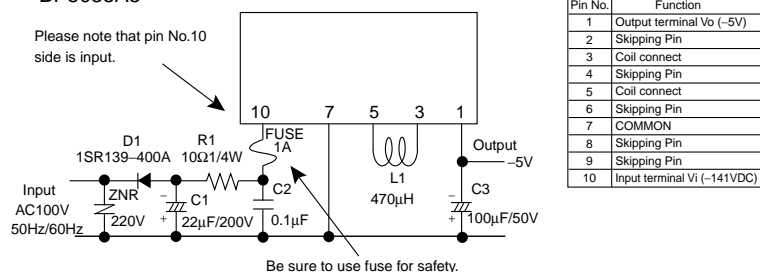 Please note that pin No.10
side is input.
10
7
5
3
1
FUSE
1A
D1
1SR139–400A
R1
10Ω1/4W
Output
–5V
L1
470µH
Input
AC100V
50Hz/60Hz
ZNR
220V
–
+
C1
22µF/200V
C2
0.1µF
–
+
C3
100µF/50V
Be sure to use fuse for safety.
Pin No. Function
1 Output terminal Vo (–5V)
2 Skipping Pin
3 Coil connect
4 Skipping Pin
5 Coil connect
6 Skipping Pin
7 COMMON
8 Skipping Pin
9 Skipping Pin
10 Input terminal Vi (–141VDC)